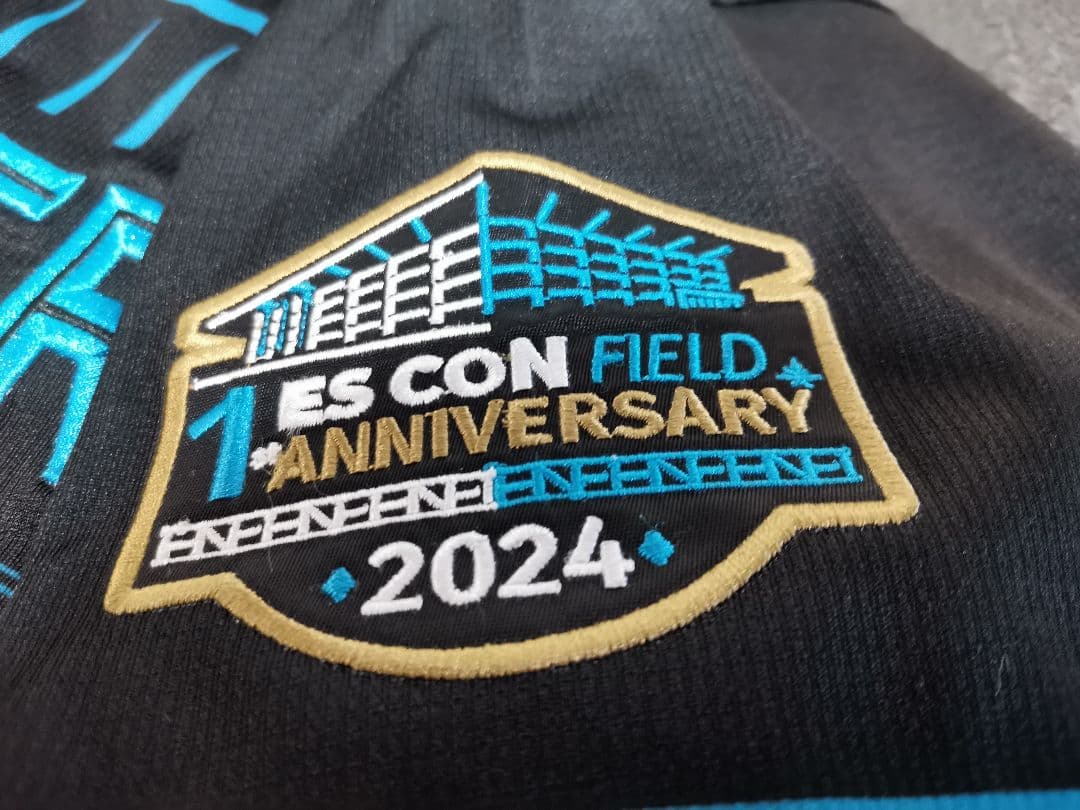 ES CON FIELD
1st ANNIVERSARY
2024